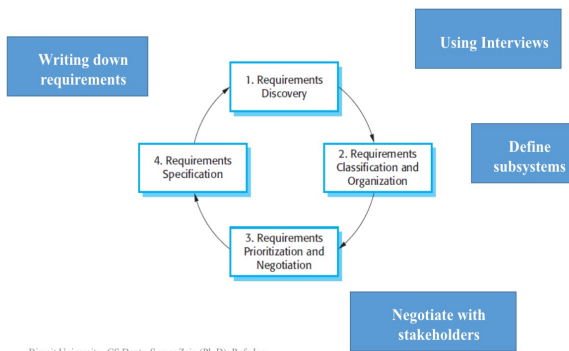 Using Interviews
Writing down
requirements
1. Requirements
Discovery
Define
subsystems
2. Requirements
Classification and
Organization
4. Requirements
Specification
3. Requirements
Prioritization and
Negotiation
Negotiate with
stakeholders